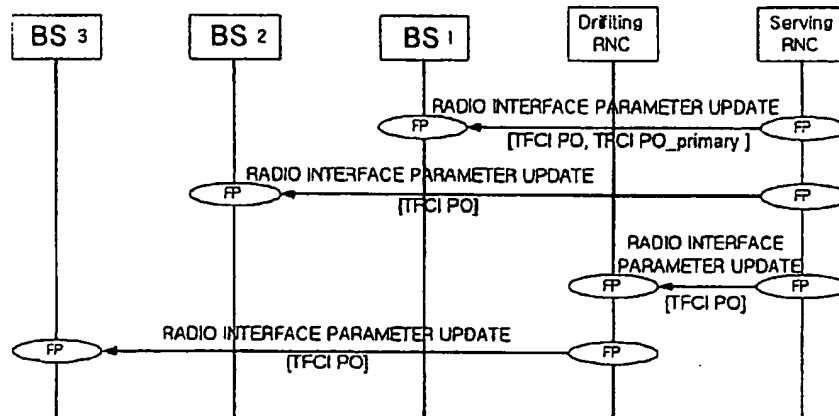 BS 3
BS 2
BS 1
Drifiting
RNC
Serving
RNC
RADIO INTERFACE PARAMETER UPDATE
FP
FP
[TFCI PO, TFCI PO_primary ]
RADIO INTERFACE PARAMETER UPDATE
FP
FP
[TFCI PO]
RADIO INTERFACE
PARAMETER UPDATE
FP
FP
[TFCI PO]
RADIO INTERFACE PARAMETER UPDATE
FP
FP
[TFCI PO]